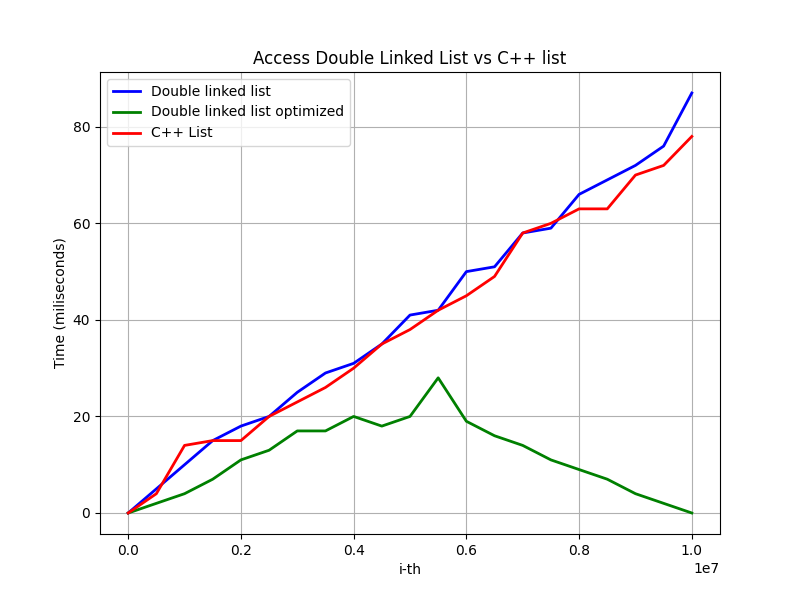 Access Double Linked List vs C++ list
Double linked list
Double linked list optimized
C++ List
80
60
40
20
0
Time (miliseconds)
0.0 0.2 0.4 0.6 0.8 1.0
1e7
i-th